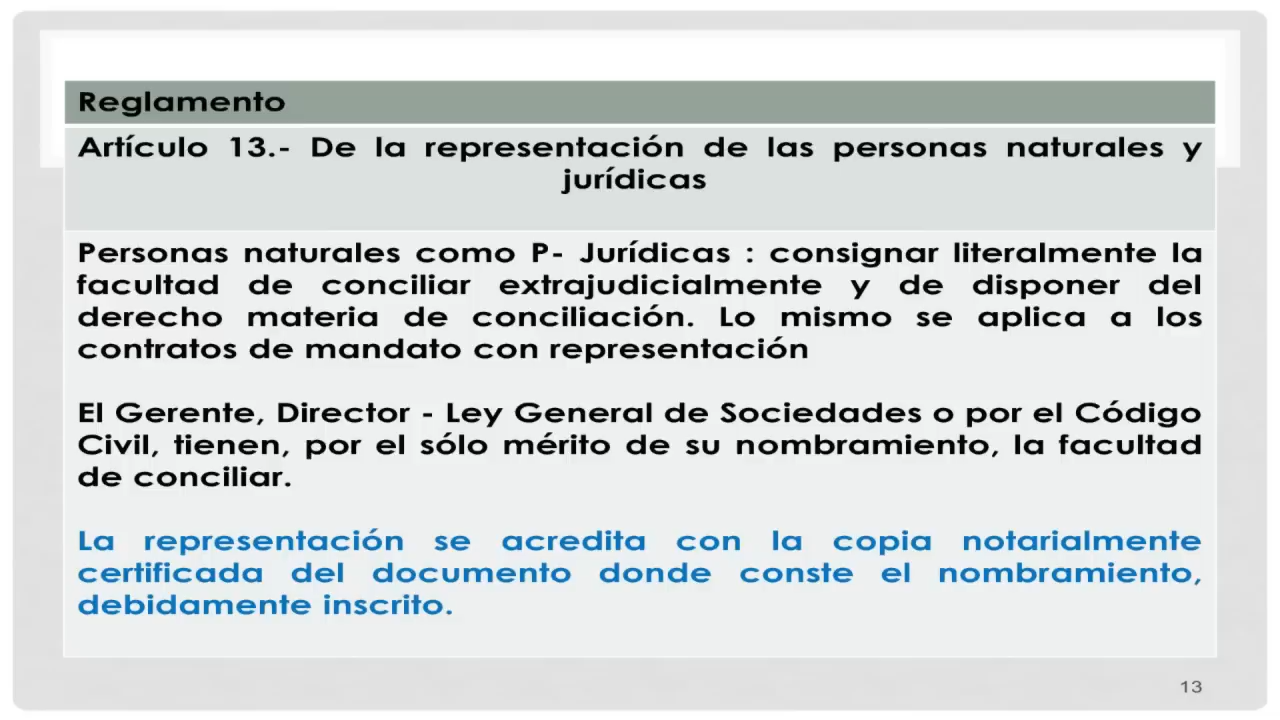 Reglamento
Artículo 13.- De la representación de las personas naturales y
jurídicas
Personas naturales como P- Jurídicas : consignar literalmente la
facultad de conciliar extrajudicialmente y de disponer del
derecho materia de conciliación. Lo mismo se aplica a los
contratos de mandato con representación
El Gerente, Director - Ley General de Sociedades o por el Código
Civil, tienen, por el sólo mérito de su nombramiento, la facultad
de conciliar.
La representación se acredita con la copia notarialmente
certificada del documento donde conste el nombramiento,
debidamente inscrito.
13